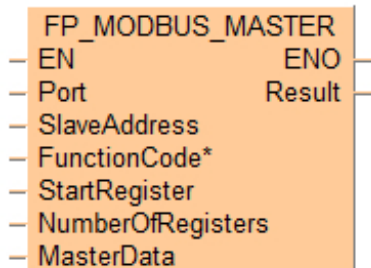 FP_MODBUS_MASTER
EN ENO
Port Result
SlaveAddress
FunctionCode*
StartRegister
NumberOfRegisters
MasterData